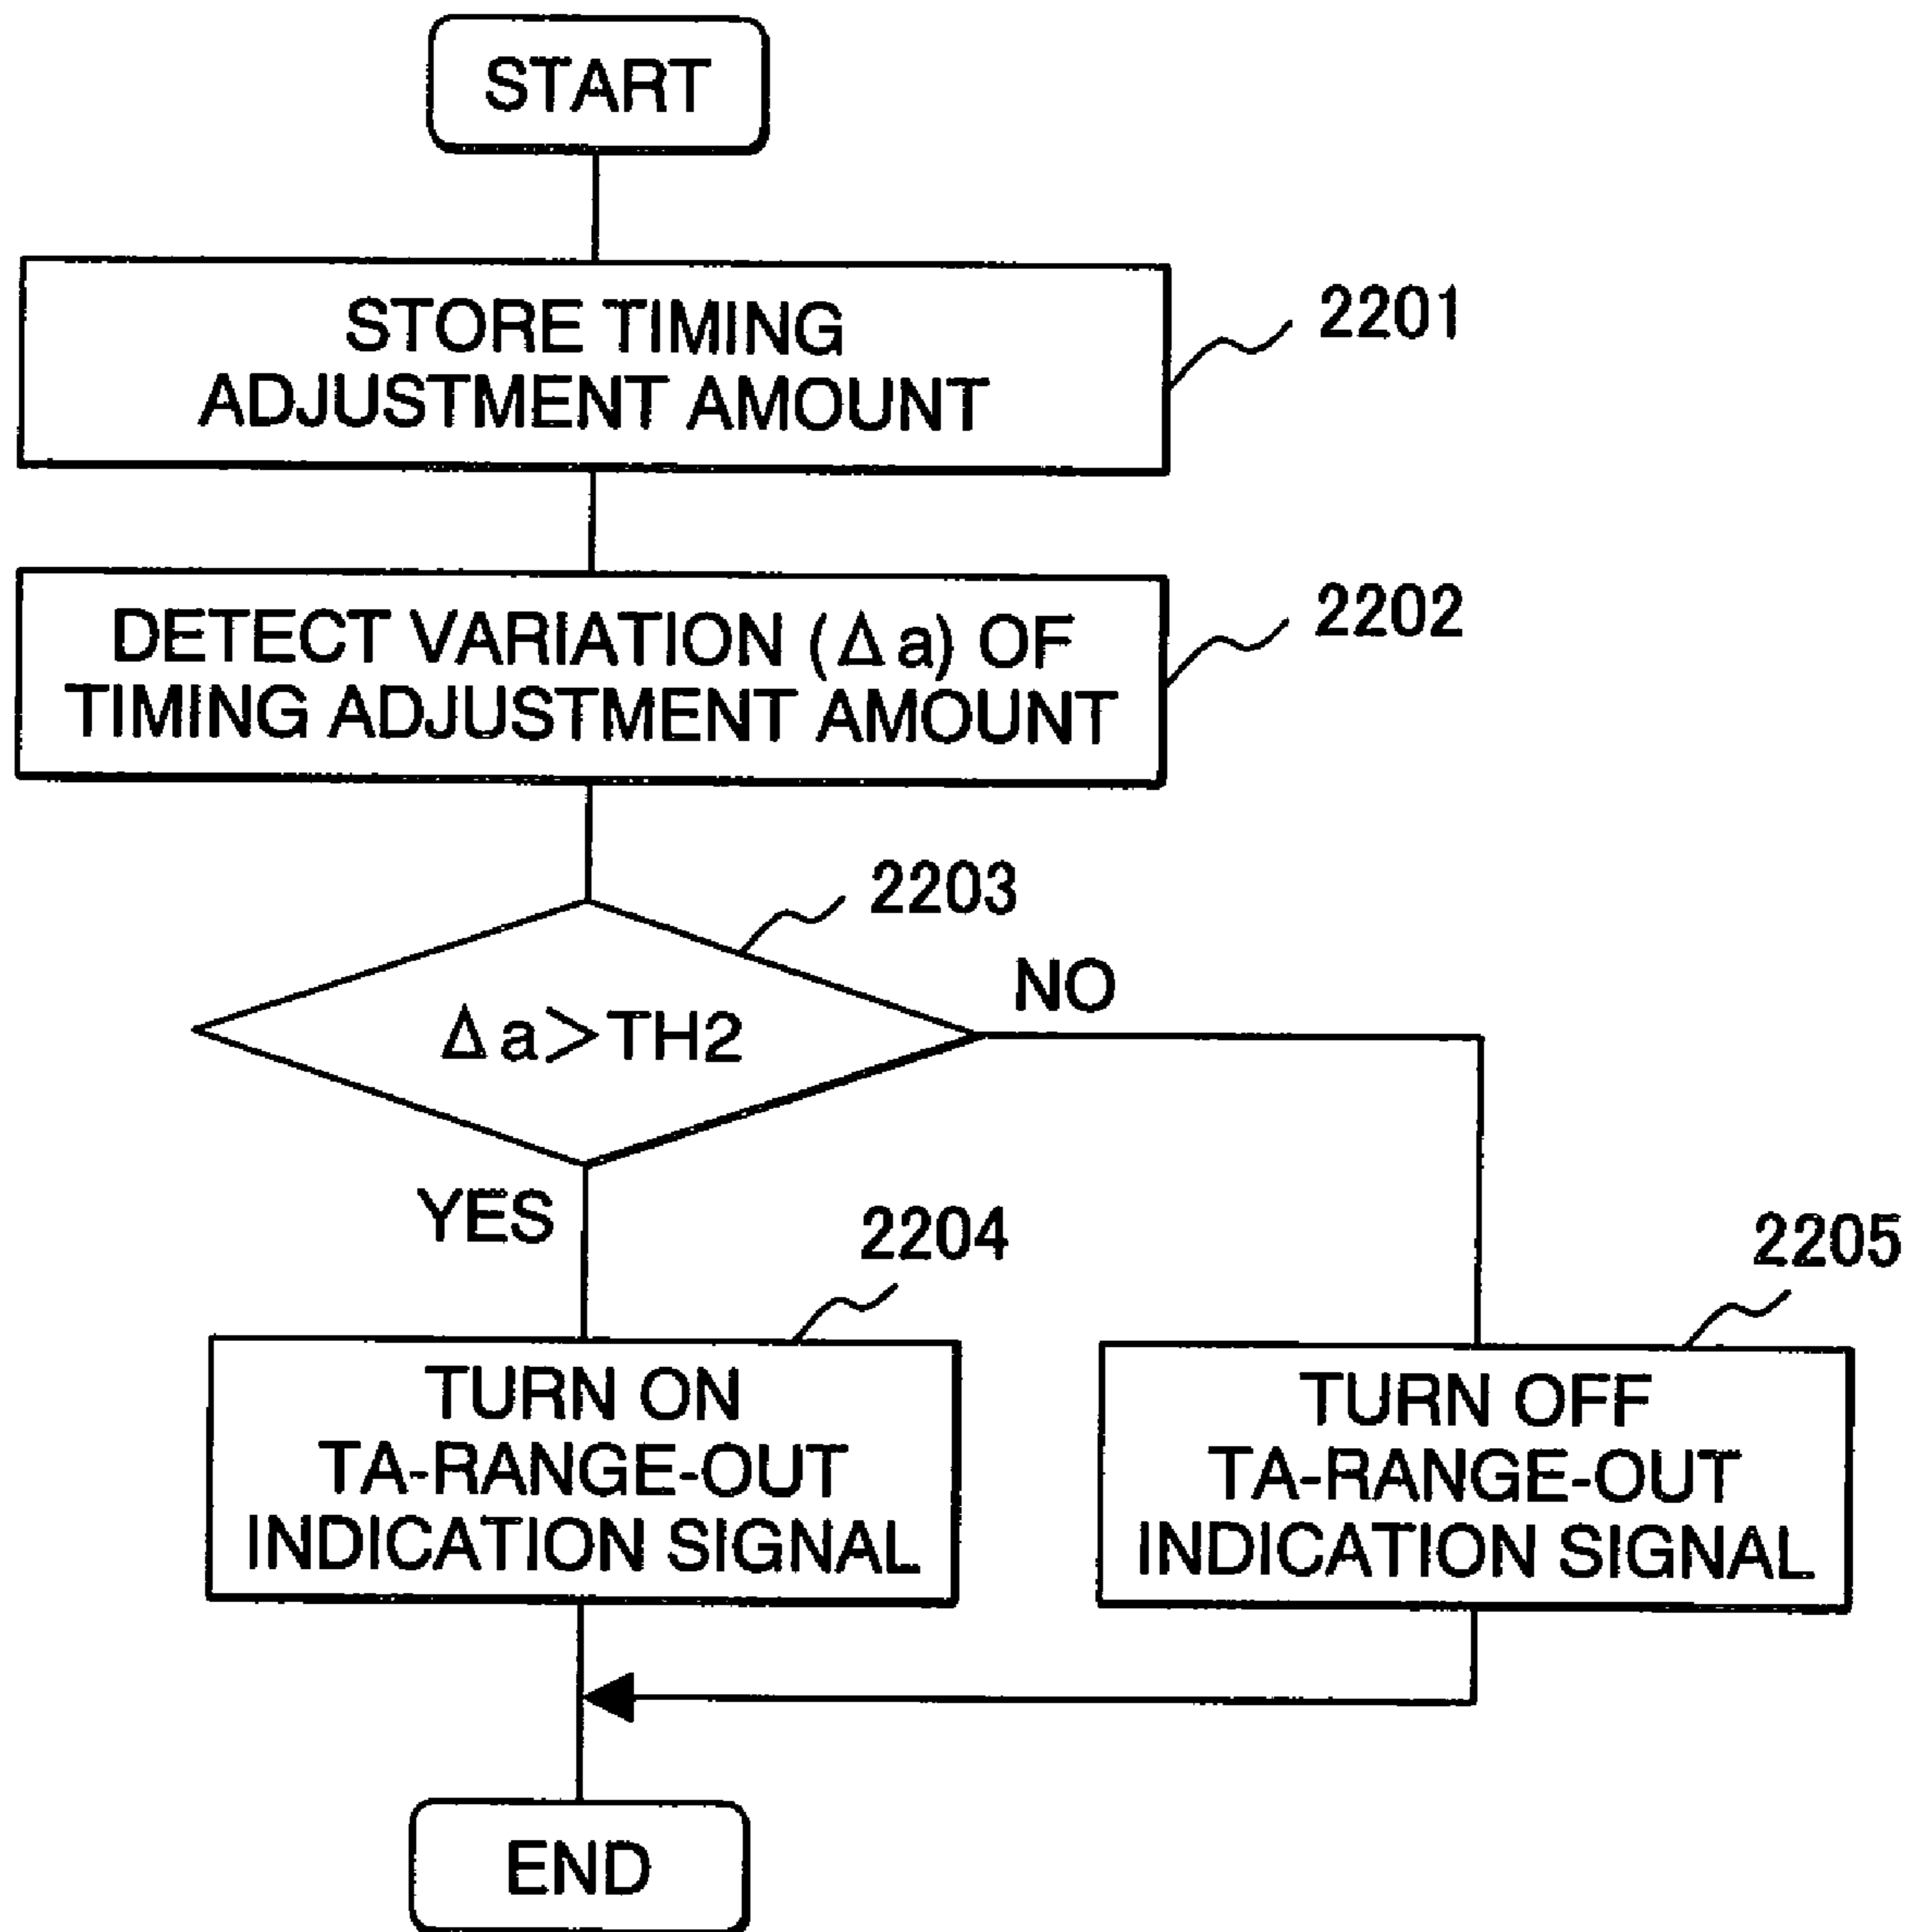 START
STORE TIMING
ADJUSTMENT AMOUNT
2201
DETECT VARIATION (Δa) OF
TIMING ADJUSTMENT AMOUNT
2202
2203
Δa>TH2
NO
YES
2204
TURN ON
TA-RANGE-OUT
INDICATION SIGNAL
2205
TURN OFF
TA-RANGE-OUT
INDICATION SIGNAL
END